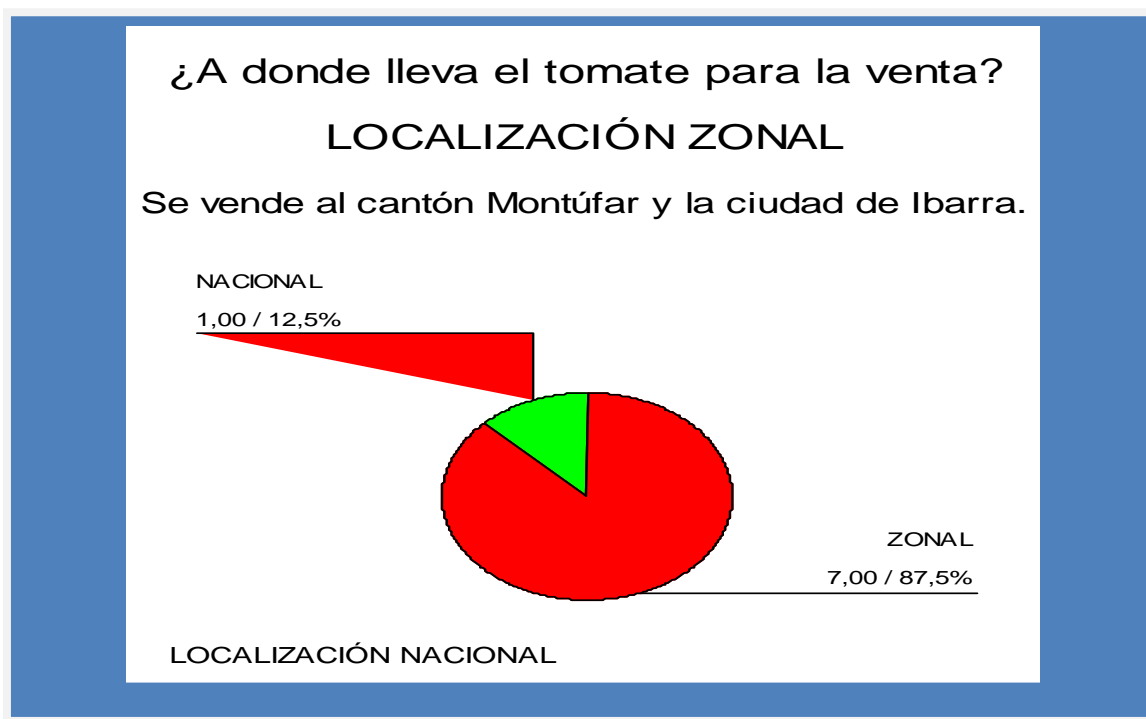 ¿A donde lleva el tomate para la venta?
LOCALIZACIÓN ZONAL
Se vende al cantón Montúfar y la ciudad de Ibarra.
NACIONAL
1,00 / 12,5%
ZONAL
7,00 / 87,5%
LOCALIZACIÓN NACIONAL